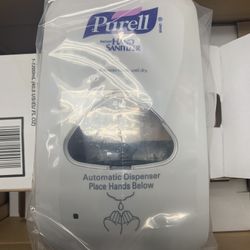 Purell
HAND
SANITIZER
Automatic Dispenser
Place Hands Below